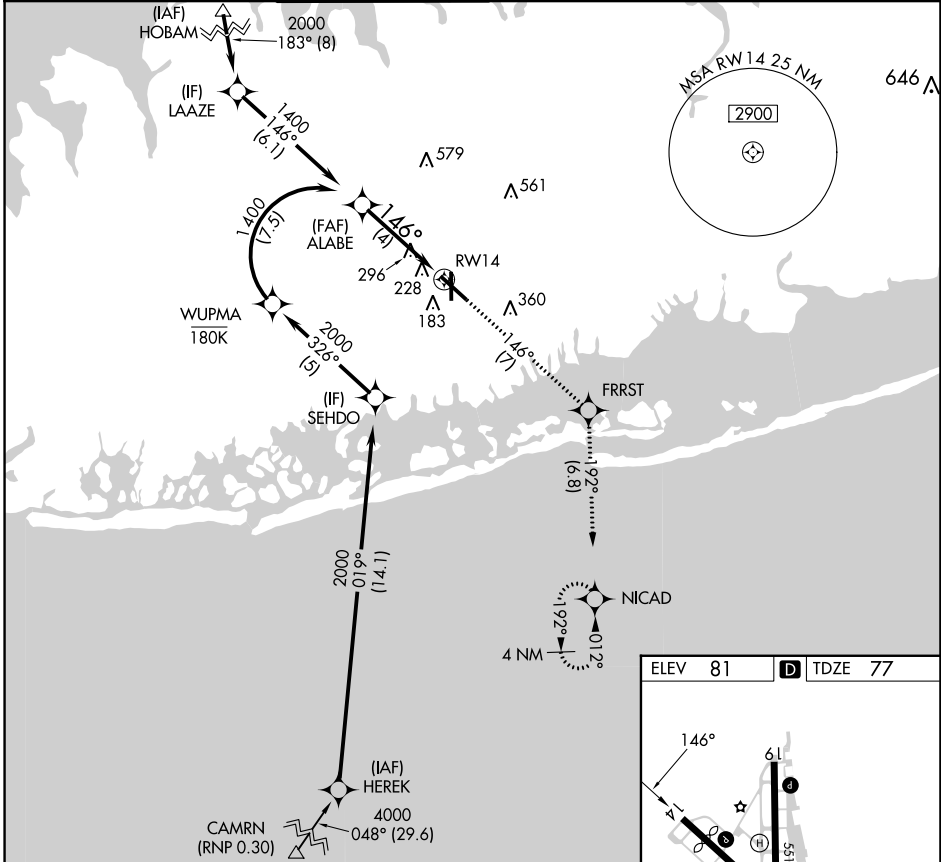 (IAF)
HOBAM
2000
183° (8)
(IF)
LAAZE
1400
146°
(6.1)
MSA RW14 25 NM
2900
646
579
561
1400
(7.5)
(FAF)
ALABE
146°
(4)
296
228
RW14
183
360
WUPMA
180K
2000
326°
(5)
(IF)
SEHDO
146°
(7)
FRRST
192°
(6.8)
2000
019°
(14.1)
NICAD
192°
012°
4 NM
(IAF)
HEREK
4000
048° (29.6)
CAMRN
(RNP 0.30)
ELEV 81
D
TDZE 77
146°
19
P
14
P
H
55